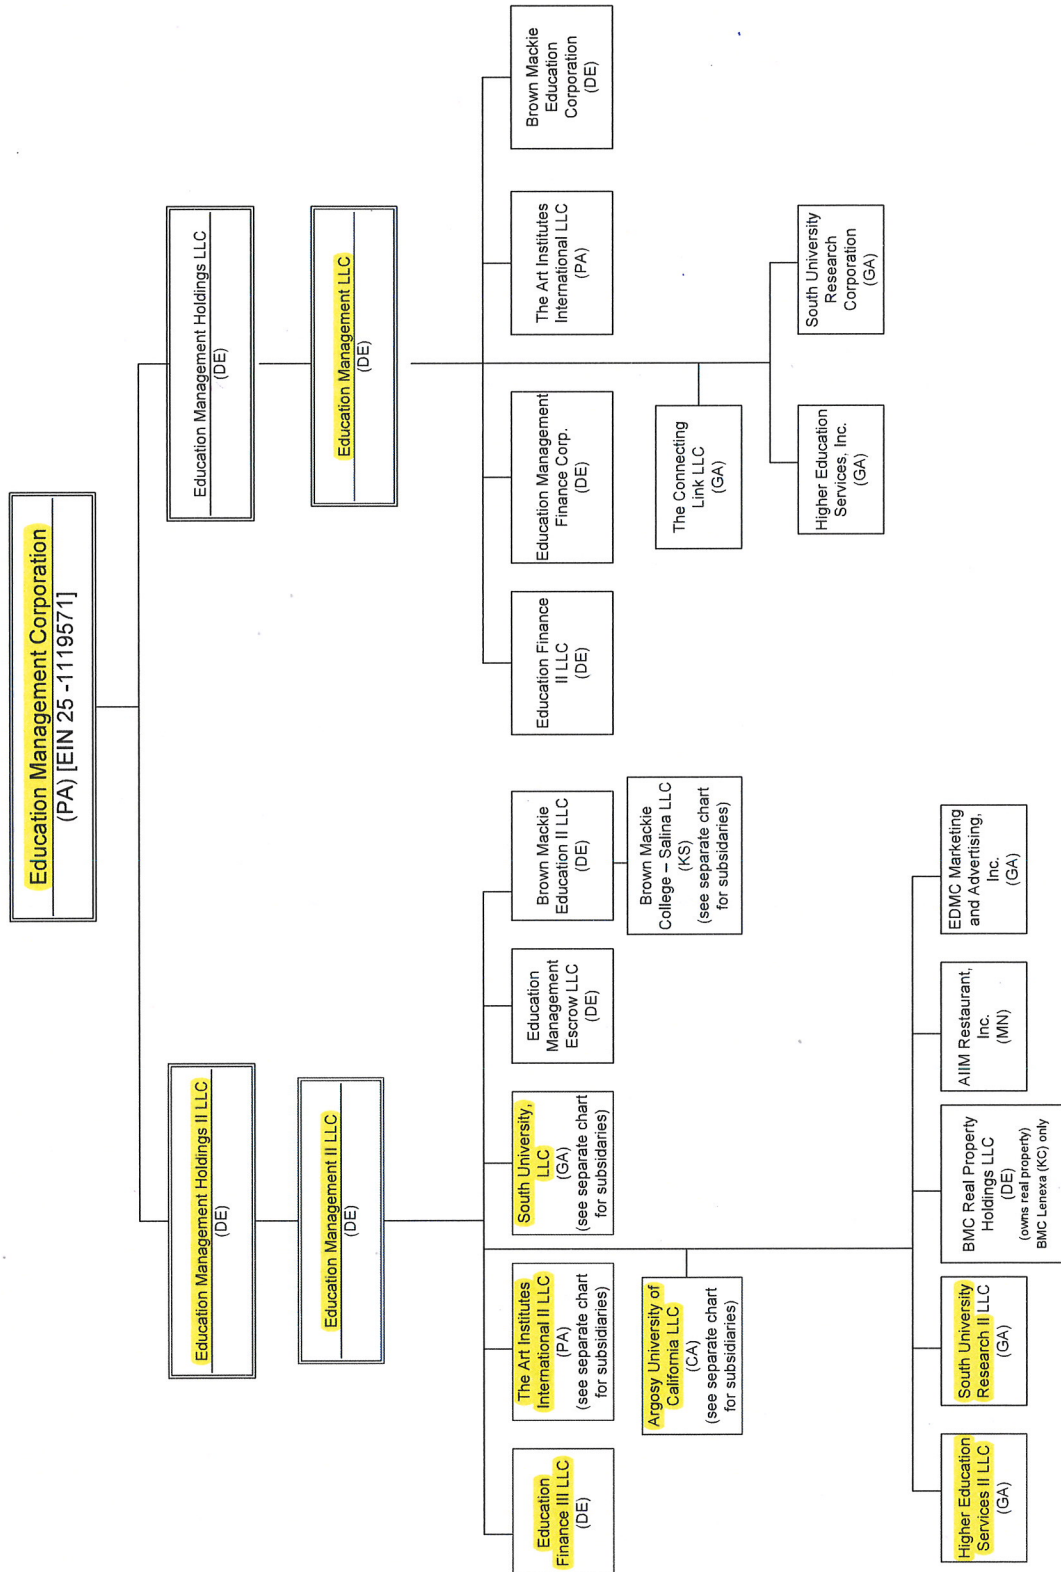 Education Management Corporation
(PA) [EIN 25 -1119571]
Education Management Holdings II LLC
(DE)
Education Management Holdings LLC
(DE)
Education Management II LLC
(DE)
Education Management LLC
(DE)
Education
Finance III LLC
(DE)
The Art Institutes
International II LLC
(PA)
(see separate chart
for subsidiaries)
South University,
LLC
(GA)
(see separate chart
for subsidaries)
Education
Management
Escrow LLC
(DE)
Brown Mackie
Education II LLC
(DE)
Education Finance
II LLC
(DE)
Education Management
Finance Corp.
(DE)
The Art Institutes
International LLC
(PA)
Brown Mackie
Education
Corporation
(DE)
Argosy University of
California LLC
(CA)
(see separate chart
for subsidiaries)
Brown Mackie
College – Salina LLC
(KS)
(see separate chart
for subsidaries)
The Connecting
Link LLC
(GA)
Higher Education
Services, Inc.
(GA)
South University
Research
Corporation
(GA)
Higher Education
Services II LLC
(GA)
South University
Research II LLC
(GA)
BMC Real Property
Holdings LLC
(DE)
(owns real property)
BMC Lenexa (KC) only
AIIM Restaurant,
Inc.
(MN)
EDMC Marketing
and Advertising,
Inc.
(GA)